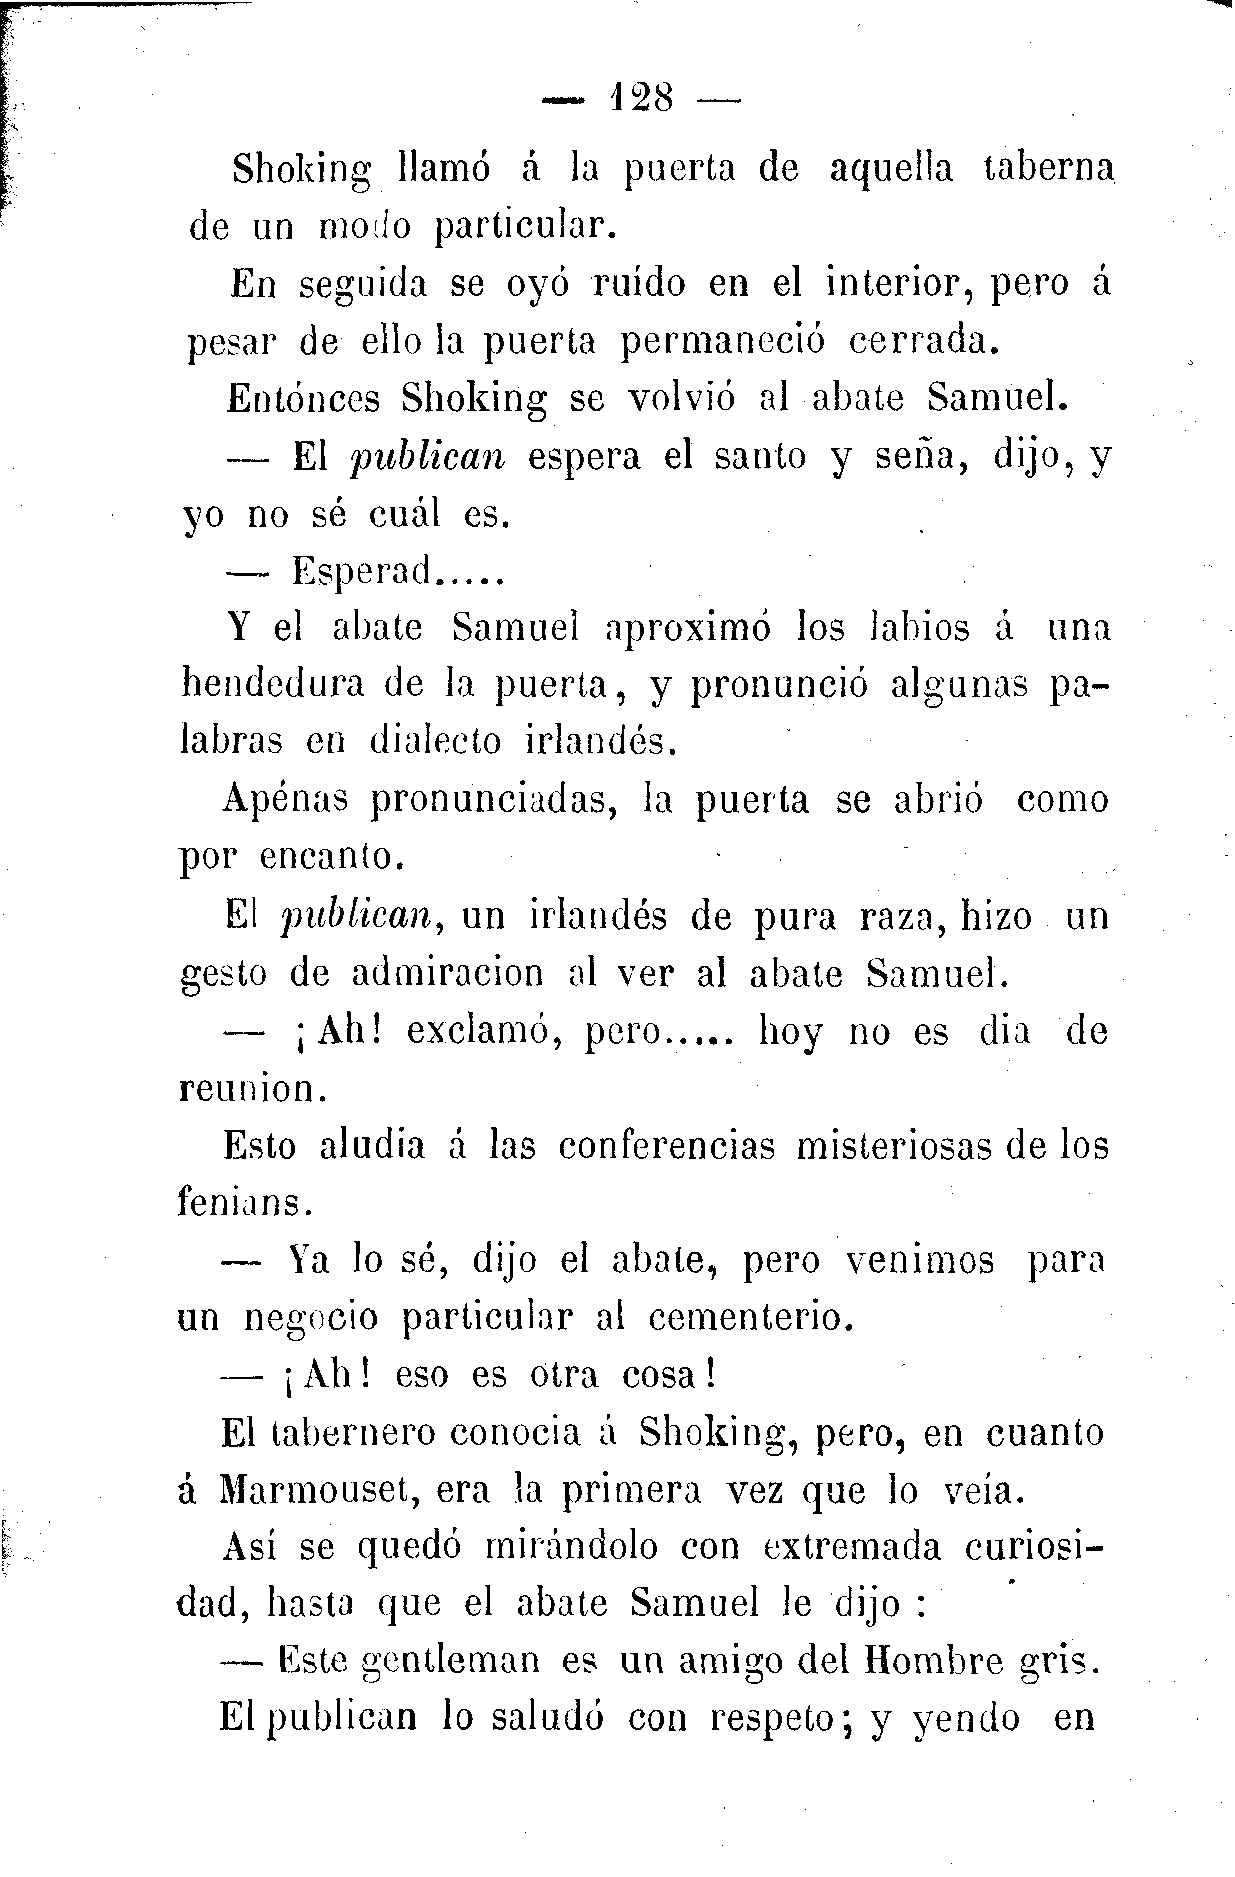 — 128 —
Shoking llamó á la puerta de aquella taberna
de un modo particular.
En seguida se oyó ruído en el interior, pero á
pesar de ello la puerta permaneció cerrada.
Entónces Shoking se volvió al abate Samuel.
— El publican espera el santo y seña, dijo, y
yo no sé cuál es.
— Esperad.....
Y el abate Samuel aproximó los labios á una
hendedura de la puerta, y pronunció algunas pa-
labras en dialecto irlandés.
Apénas pronunciadas, la puerta se abrió como
por encanto.
El publican, un irlandés de pura raza, hizo un
gesto de admiracion al ver al abate Samuel.
— ¡Ah! exclamó, pero..... hoy no es dia de
reunion.
Esto aludia á las conferencias misteriosas de los
fenians.
— Ya lo sé, dijo el abate, pero venimos para
un negocio particular al cementerio.
— ¡Ah! eso es otra cosa!
El tabernero conocia á Shoking, pero, en cuanto
á Marmouset, era la primera vez que lo veía.
Así se quedó mirándolo con extremada curiosi-
dad, hasta que el abate Samuel le dijo :
— Este gentleman es un amigo del Hombre gris.
El publican lo saludó con respeto; y yendo en